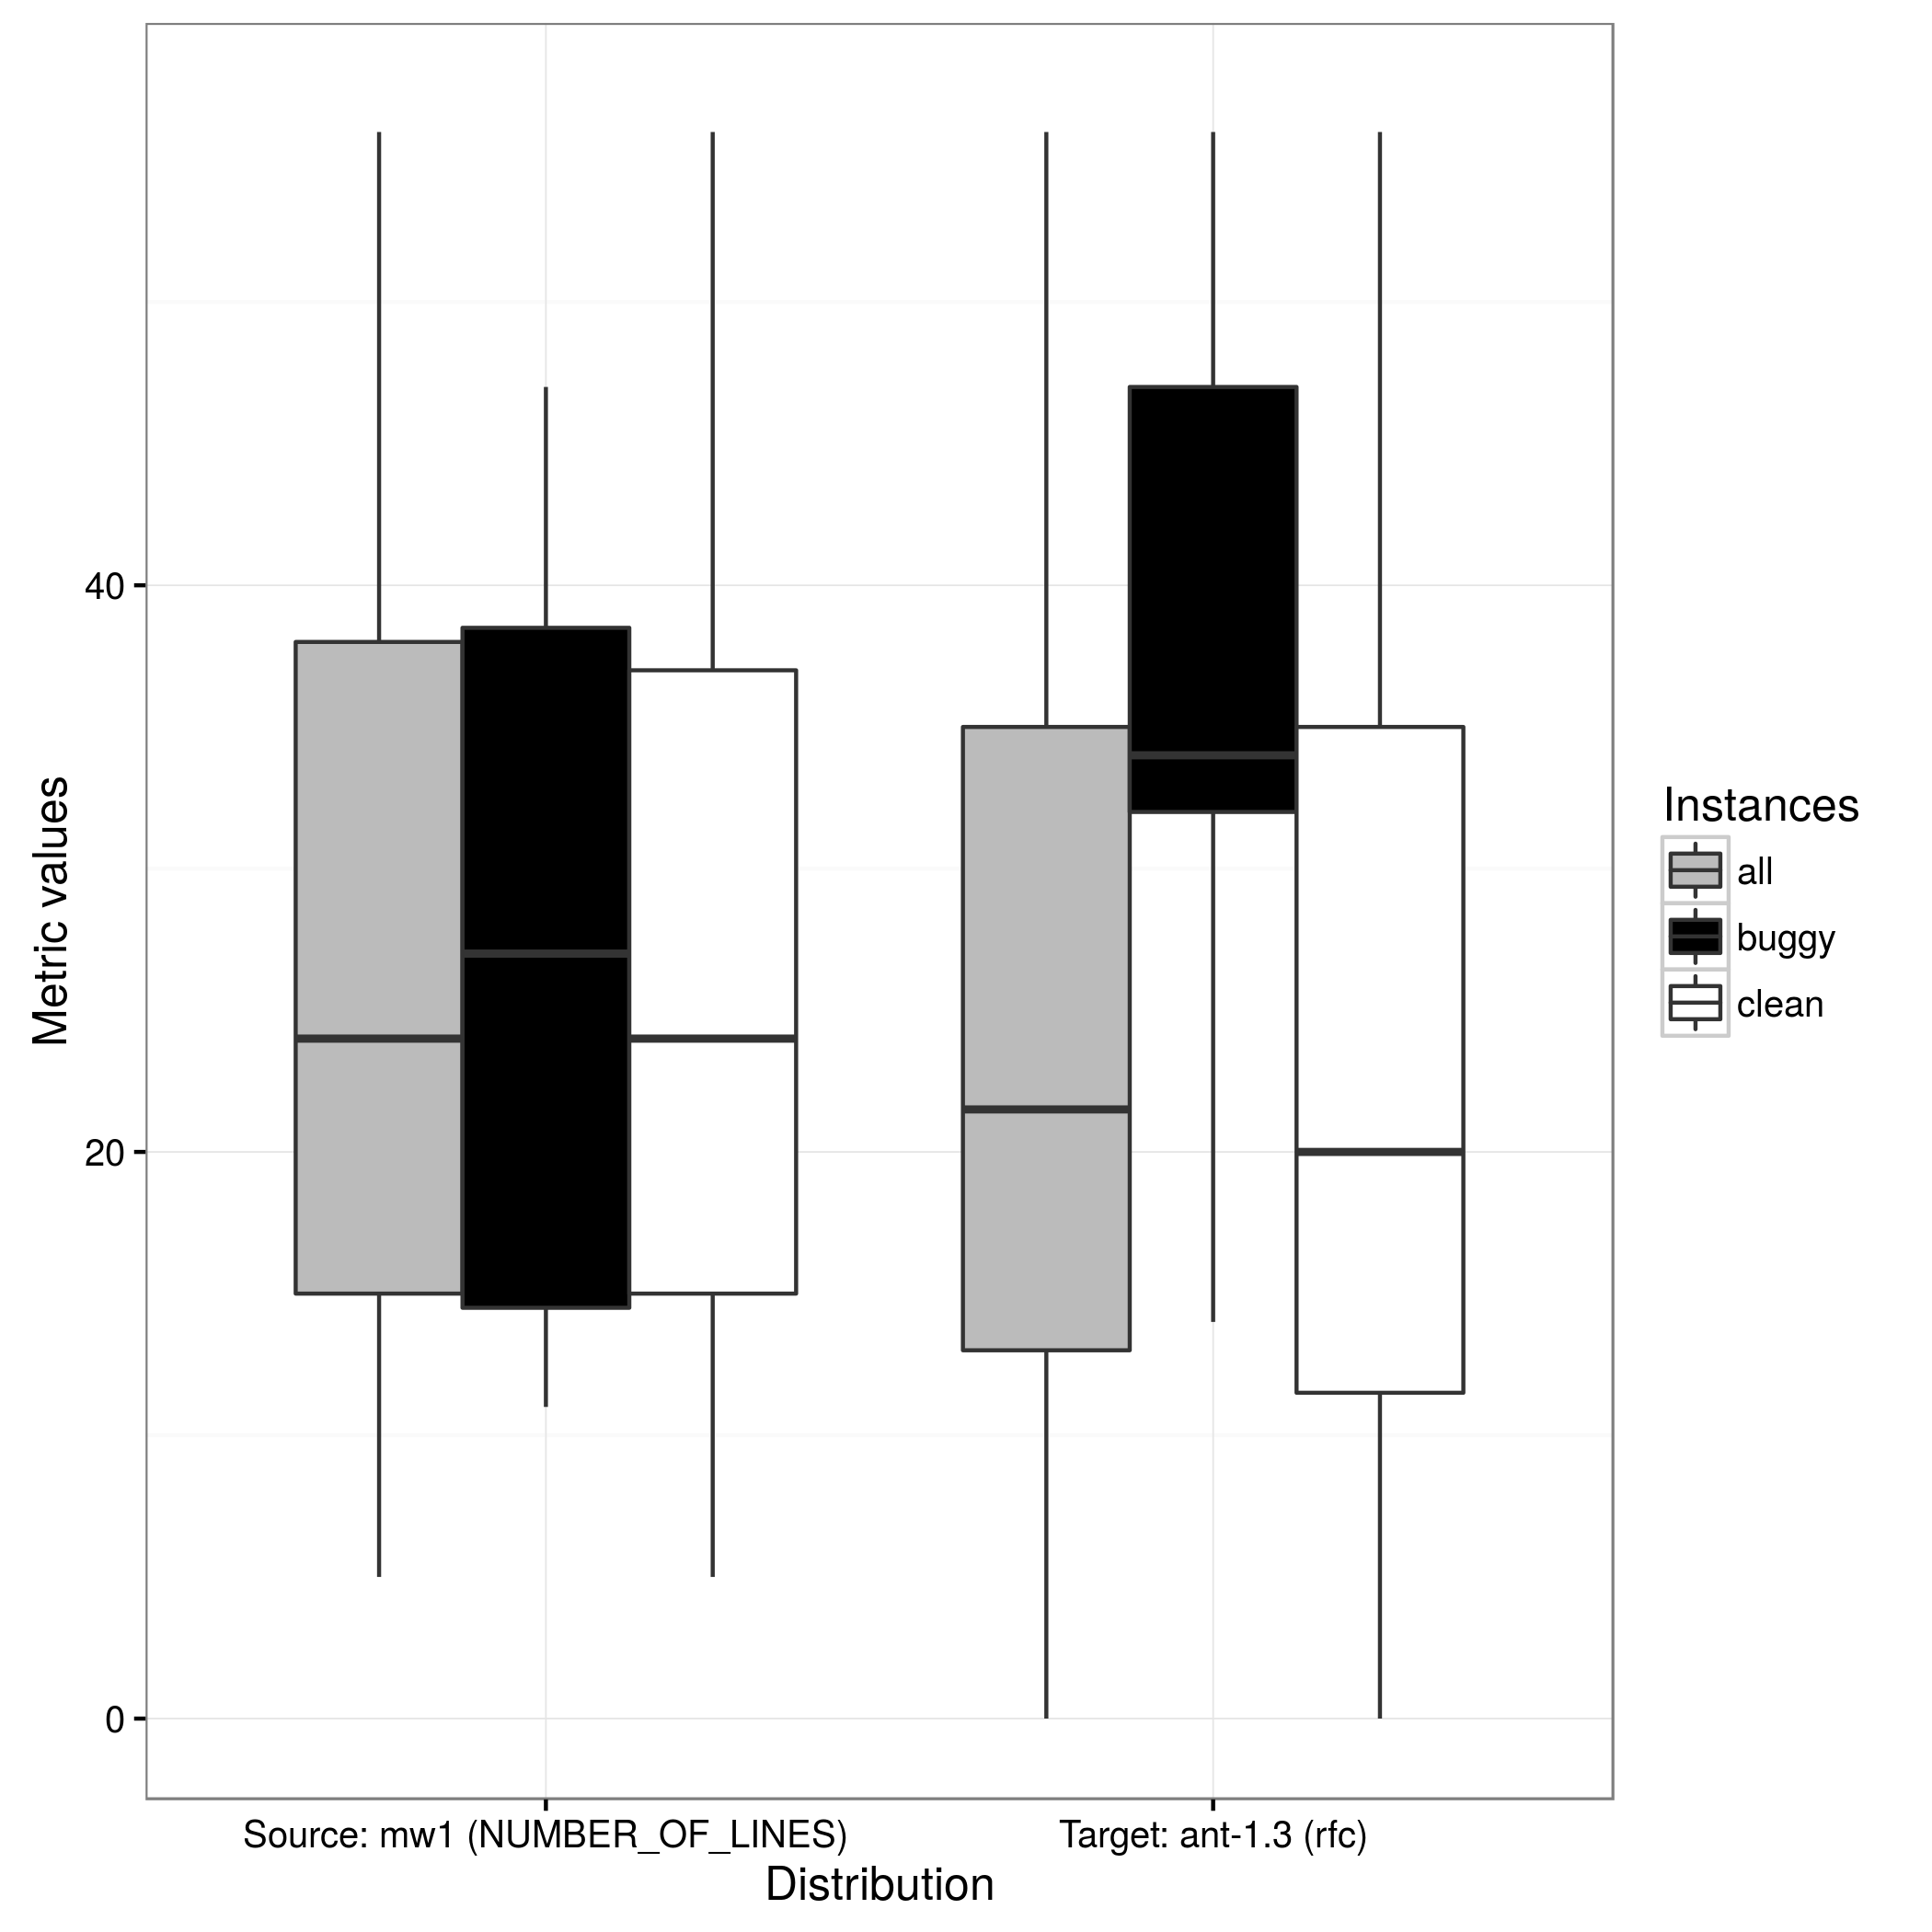 Metric values
40
20
0
Source: mw1 (NUMBER_OF_LINES)
Target: ant-1.3 (rfc)
Distribution
Instances
all
buggy
clean